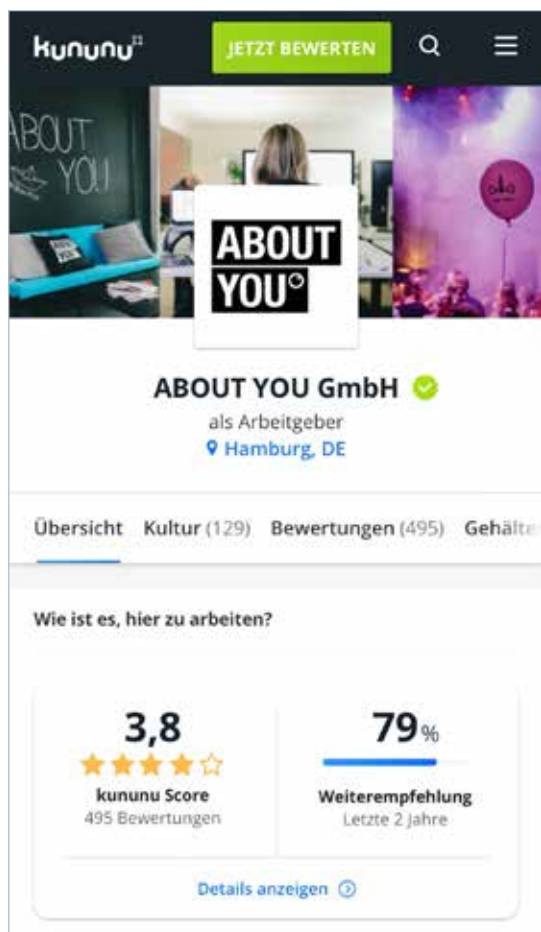 kununu
JETZT BEWERTEN
ABOUT
YOU
ABOUT
YOU
ABOUT YOU GmbH
als Arbeitgeber
Hamburg, DE
Übersicht Kultur (129) Bewertungen (495) Gehälte
Wie ist es, hier zu arbeiten?
3,8
79%
kununu Score
Weiterempfehlung
495 Bewertungen
Letzte 2 Jahre
Details anzeigen